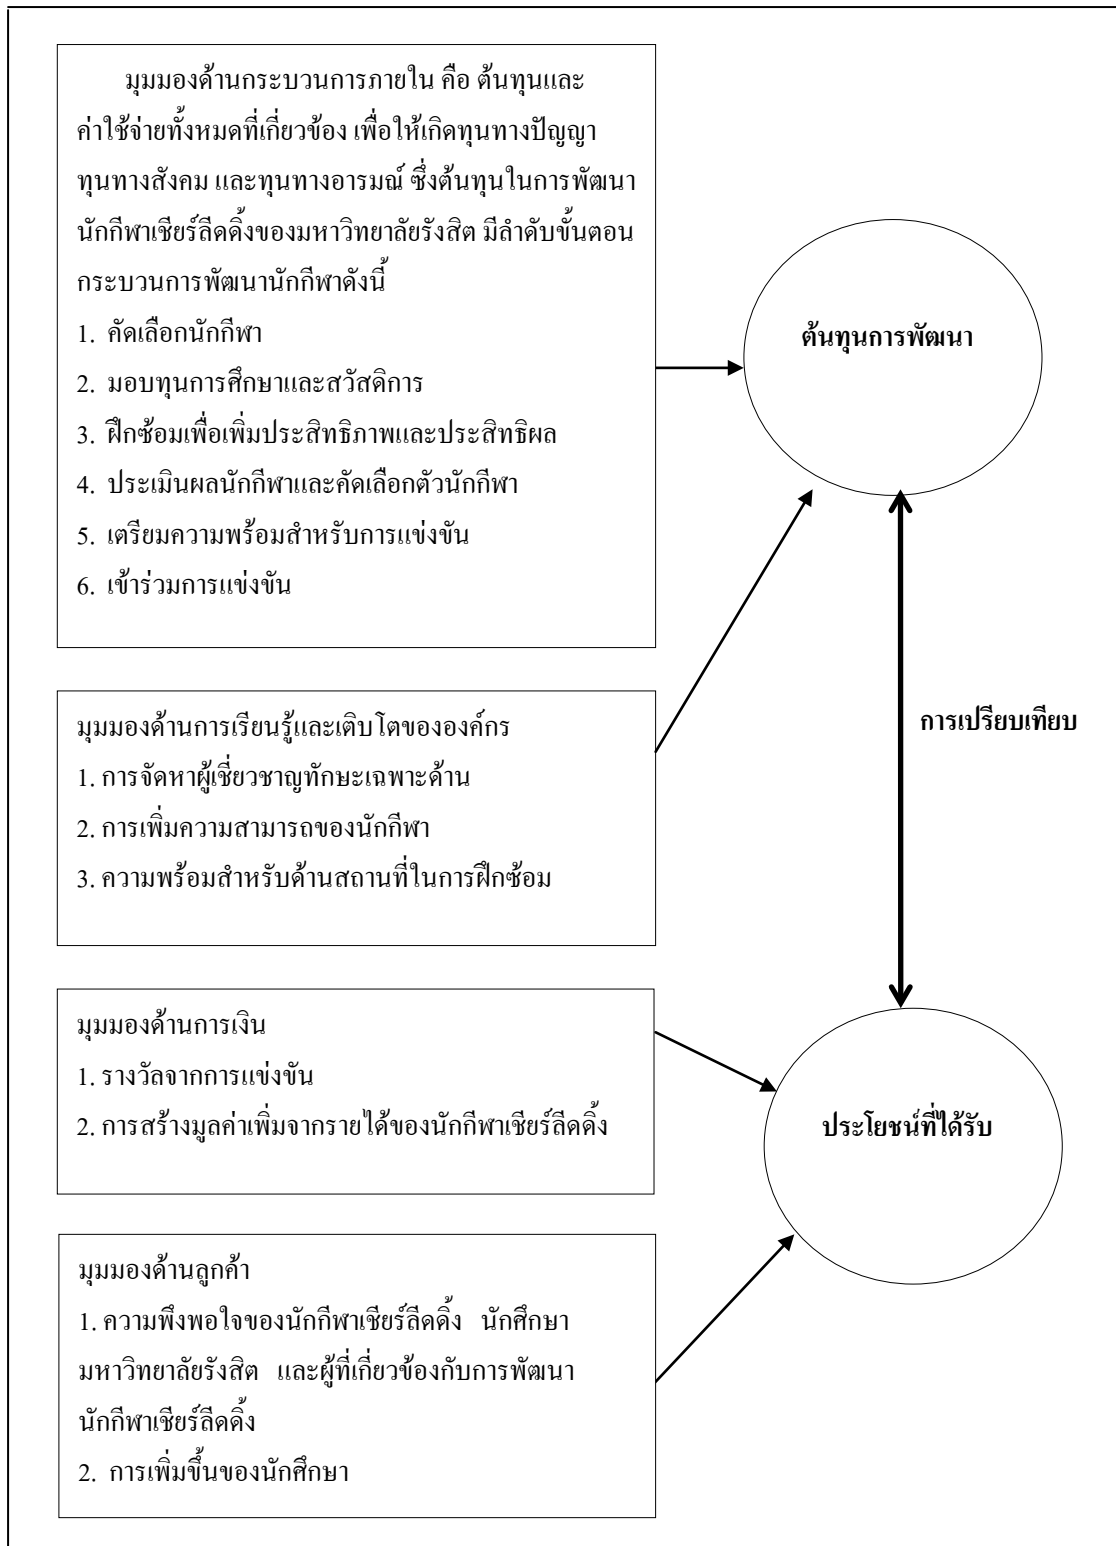 มุมมองด้านกระบวนการภายใน คือ ต้นทุนและ
ค่าใช้จ่ายทั้งหมดที่เกี่ยวข้อง เพื่อให้เกิดทุนทางปัญญา
ทุนทางสังคม และทุนทางอารมณ์ ซึ่งต้นทุนในการพัฒนา
นักกีฬาเชียร์ลีดดิ้งของมหาวิทยาลัยรังสิต มีลำดับขั้นตอน
กระบวนการพัฒนานักกีฬาดังนี้
1. คัดเลือกนักกีฬา
2. มอบทุนการศึกษาและสวัสดิการ
3. ฝึกซ้อมเพื่อเพิ่มประสิทธิภาพและประสิทธิผล
4. ประเมินผลนักกีฬาและคัดเลือกตัวนักกีฬา
5. เตรียมความพร้อมสำหรับการแข่งขัน
6. เข้าร่วมการแข่งขัน
ต้นทุนการพัฒนา
มุมมองด้านการเรียนรู้และเติบโตขององค์กร
1. การจัดหาผู้เชี่ยวชาญทักษะเฉพาะด้าน
2. การเพิ่มความสามารถของนักกีฬา
3. ความพร้อมสำหรับด้านสถานที่ในการฝึกซ้อม
การเปรียบเทียบ
มุมมองด้านการเงิน
1. รางวัลจากการแข่งขัน
2. การสร้างมูลค่าเพิ่มจากรายได้ของนักกีฬาเชียร์ลีดดิ้ง
ประโยชน์ที่ได้รับ
มุมมองด้านลูกค้า
1. ความพึงพอใจของนักกีฬาเชียร์ลีดดิ้ง นักศึกษา
มหาวิทยาลัยรังสิต และผู้ที่เกี่ยวข้องกับการพัฒนา
นักกีฬาเชียร์ลีดดิ้ง
2. การเพิ่มขึ้นของนักศึกษา